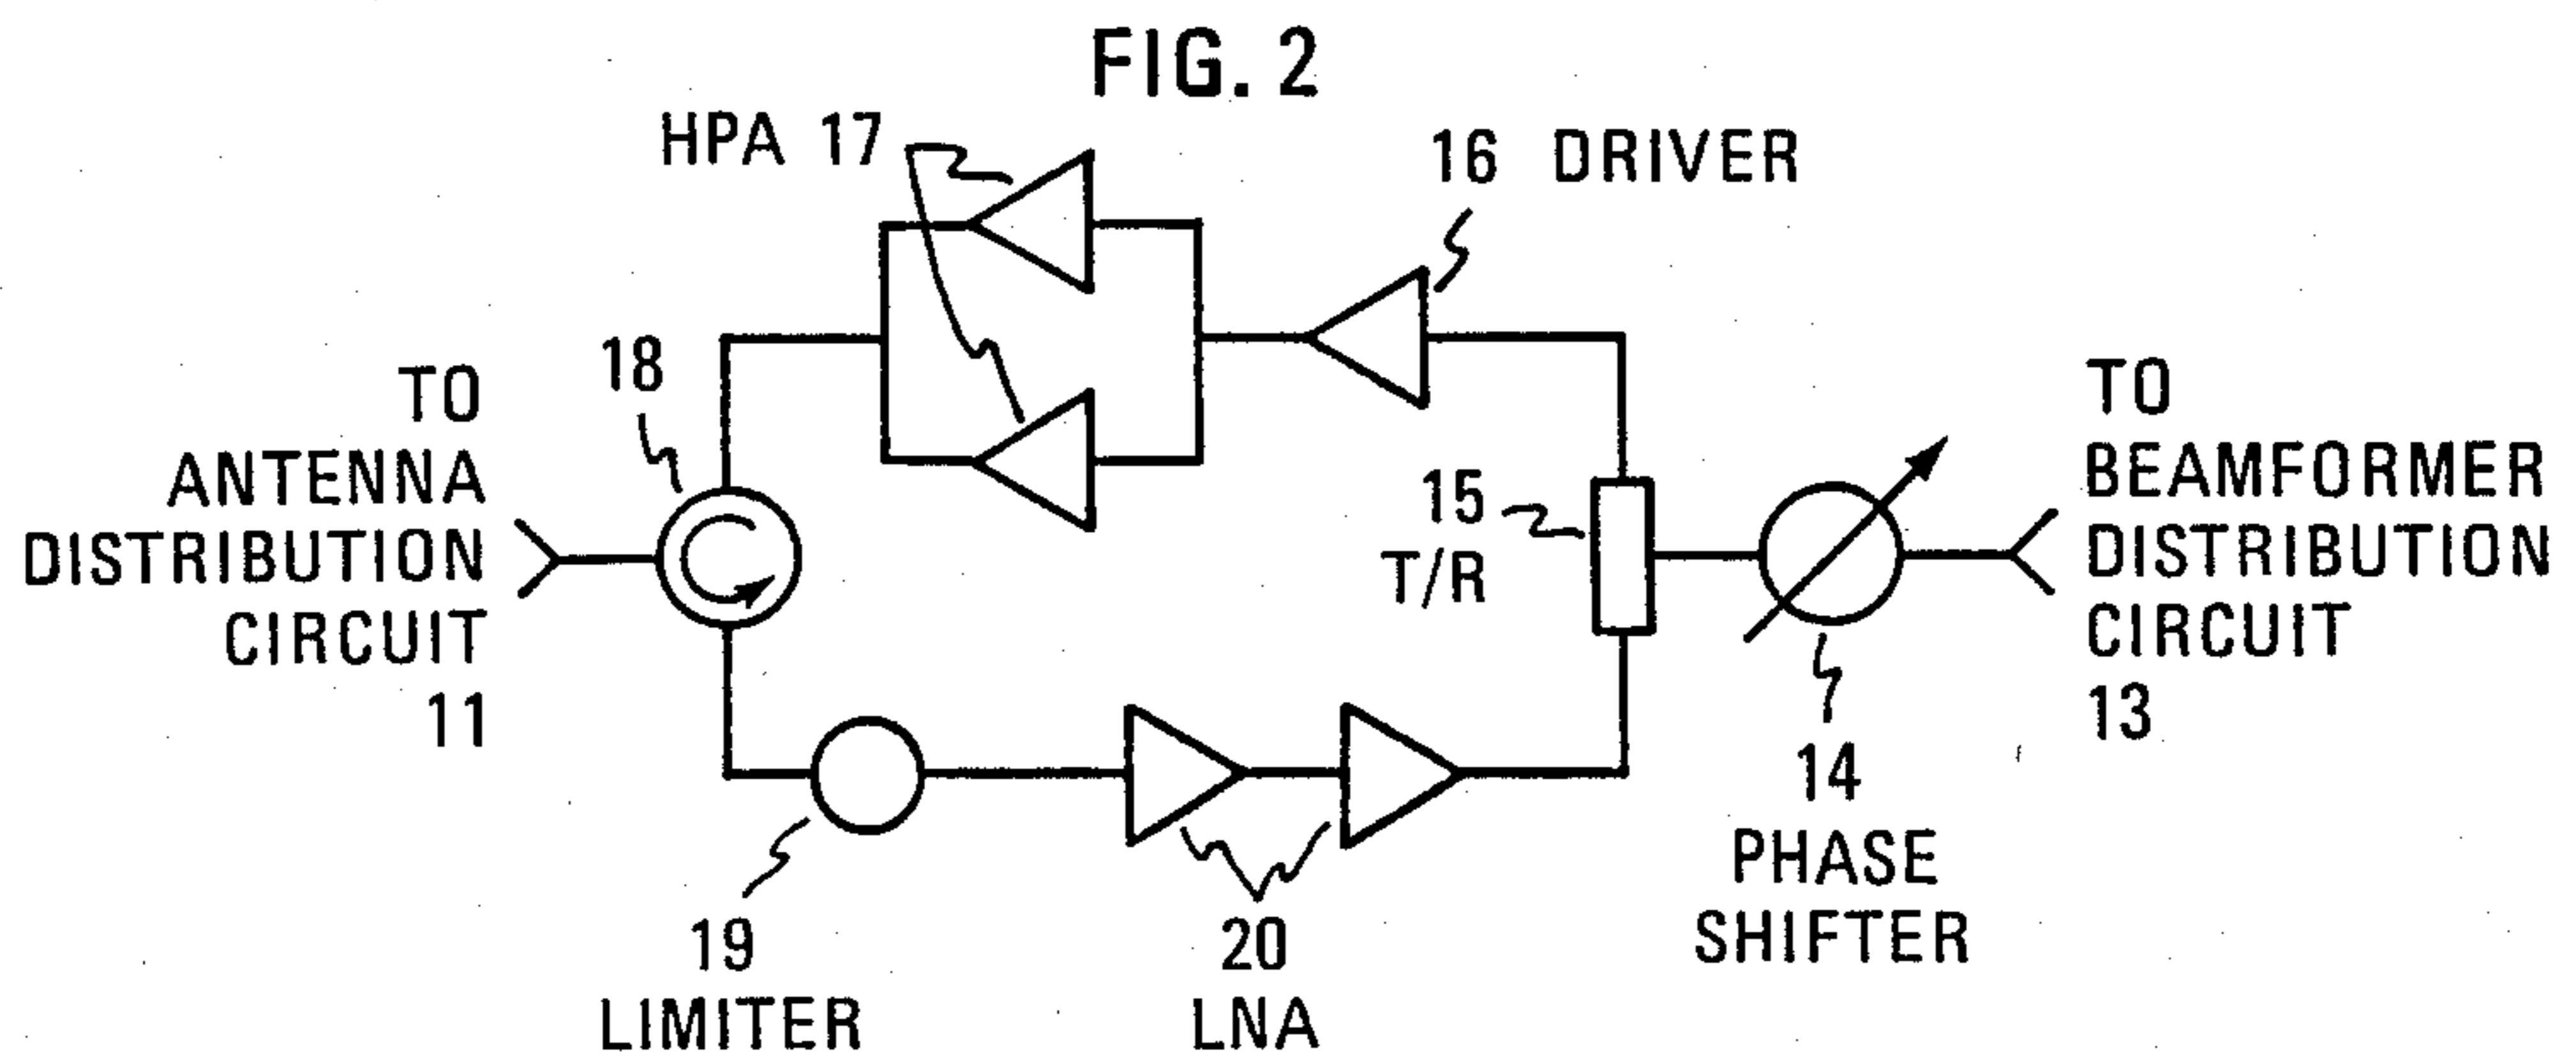 FIG. 2
HPA 17
16 DRIVER
18
TO
ANTENNA
DISTRIBUTION
CIRCUIT
11
15
T/R
TO
BEAMFORMER
DISTRIBUTION
CIRCUIT
13
14
PHASE
SHIFTER
19
LIMITER
20
LNA